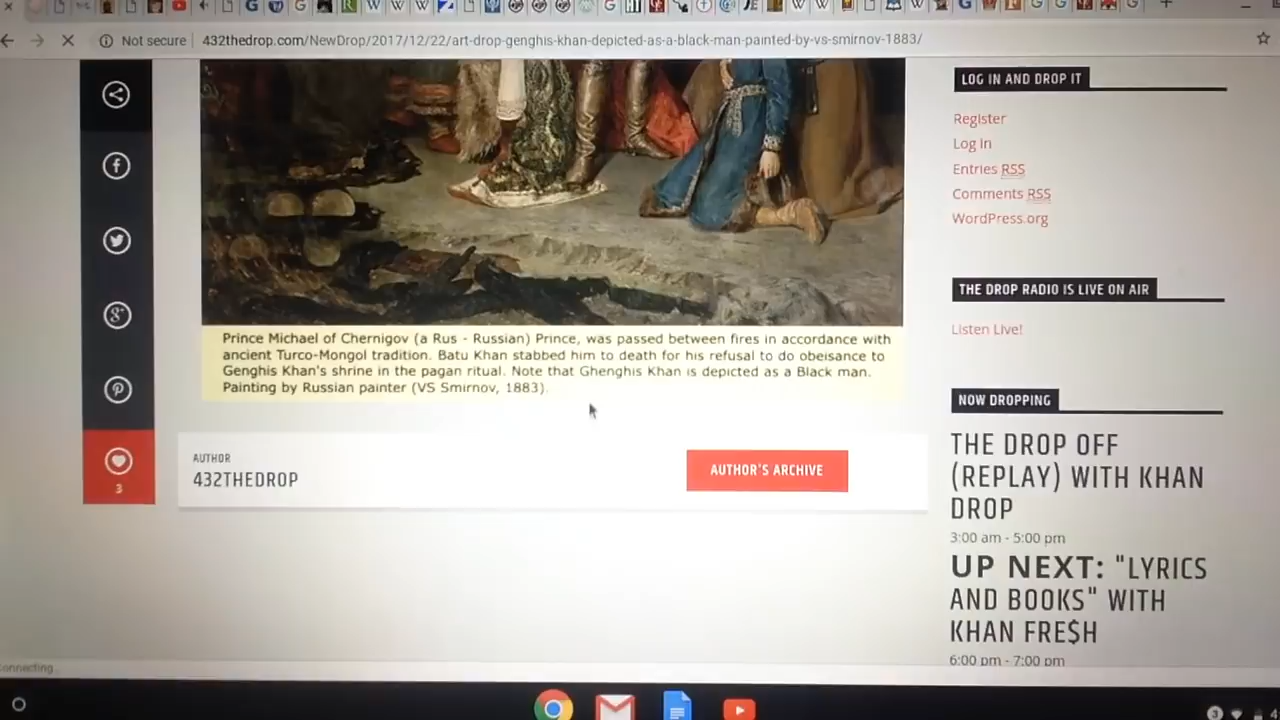 Not secure
432thedrop.com/NewDrop/2017/12/22/art-drop-genghis-khan-depicted-as-a-black-man-painted-by-vs-smirnov-1883/
Prince Michael of Chernigov (a Rus - Russian) Prince, was passed between fires in accordance with
ancient Turco-Mongol tradition. Batu Khan stabbed him to death for his refusal to do obeisance to
Genghis Khan's shrine in the pagan ritual. Note that Ghenghis Khan is depicted as a Black man.
Painting by Russian painter (VS Smirnov, 1883).
3
AUTHOR
432THEDROP
AUTHOR'S ARCHIVE
LOG IN AND DROP IT
Register
Log in
Entries RSS
Comments RSS
WordPress.org
THE DROP RADIO IS LIVE ON AIR
Listen Live!
NOW DROPPING
THE DROP OFF
(REPLAY) WITH KHAN
DROP
3:00 am - 5:00 pm
UP NEXT: "LYRICS
AND BOOKS" WITH
KHAN FRE$H
6:00 pm - 7:00 pm